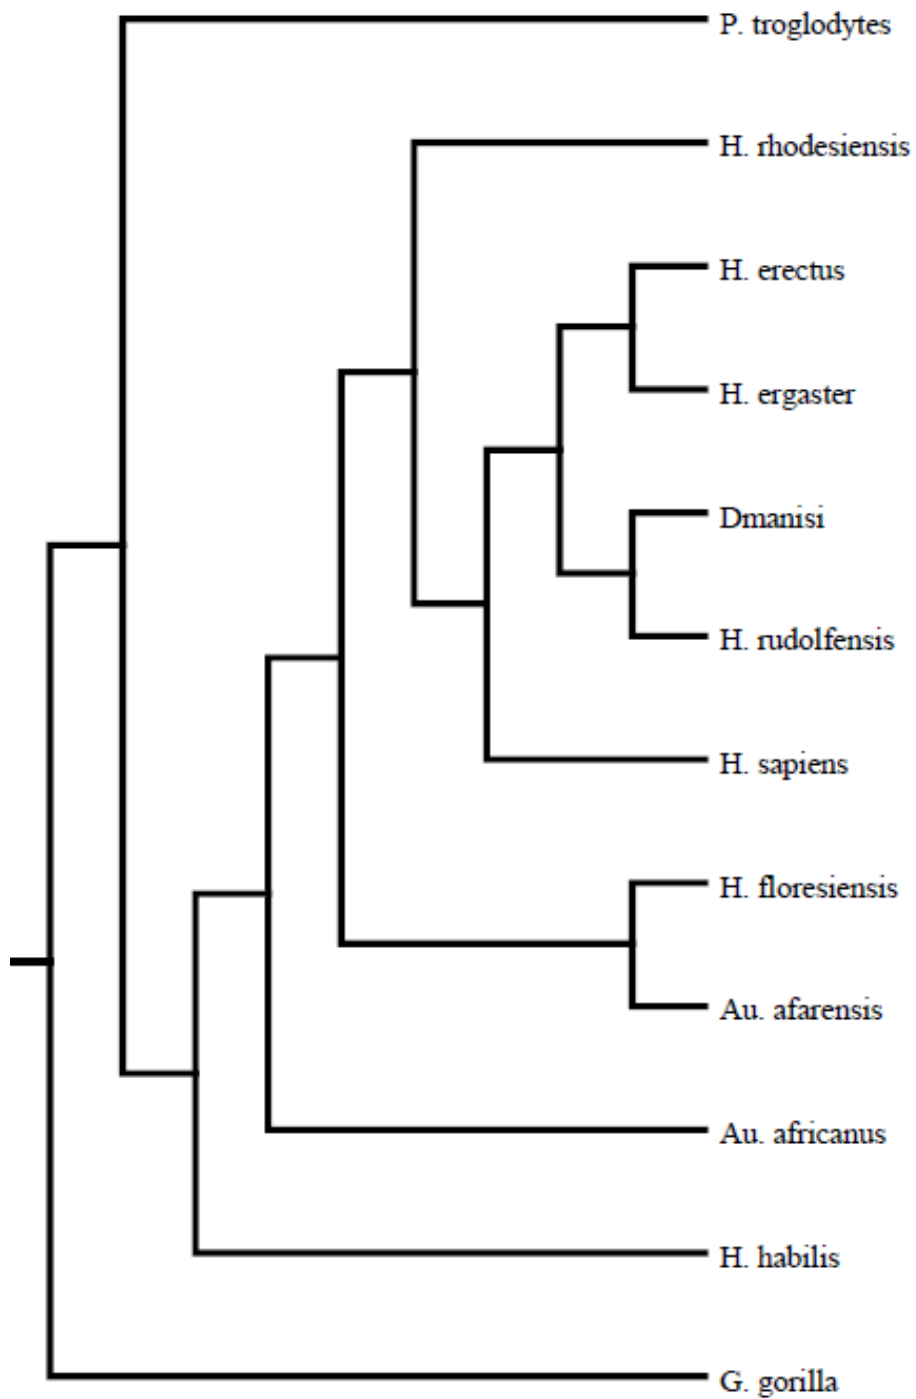 P. troglodytes
H. rhodesiensis
H. erectus
H. ergaster
Dmanisi
H. rudolfensis
H. sapiens
H. floresiensis
Au. afarensis
Au. africanus
H. habilis
G. gorilla